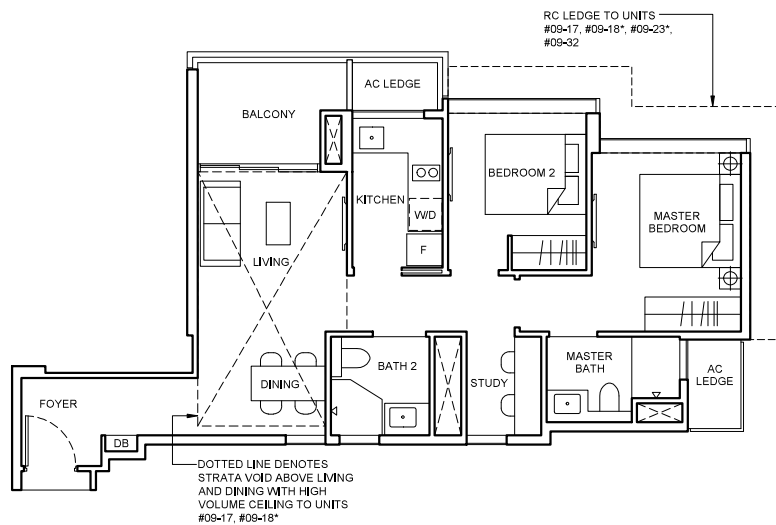 RC LEDGE TO UNITS
#09-17, #09-18*, #09-23*,
#09-32
AC LEDGE
BALCONY
BEDROOM 2
KITCHEN
W/D
MASTER
BEDROOM
F
LIVING
MASTER
BATH
BATH 2
AC
LEDGE
DINING
STUDY
FOYER
DB
DOTTED LINE DENOTES
STRATA VOID ABOVE LIVING
AND DINING WITH HIGH
VOLUME CEILING TO UNITS
#09-17, #09-18*